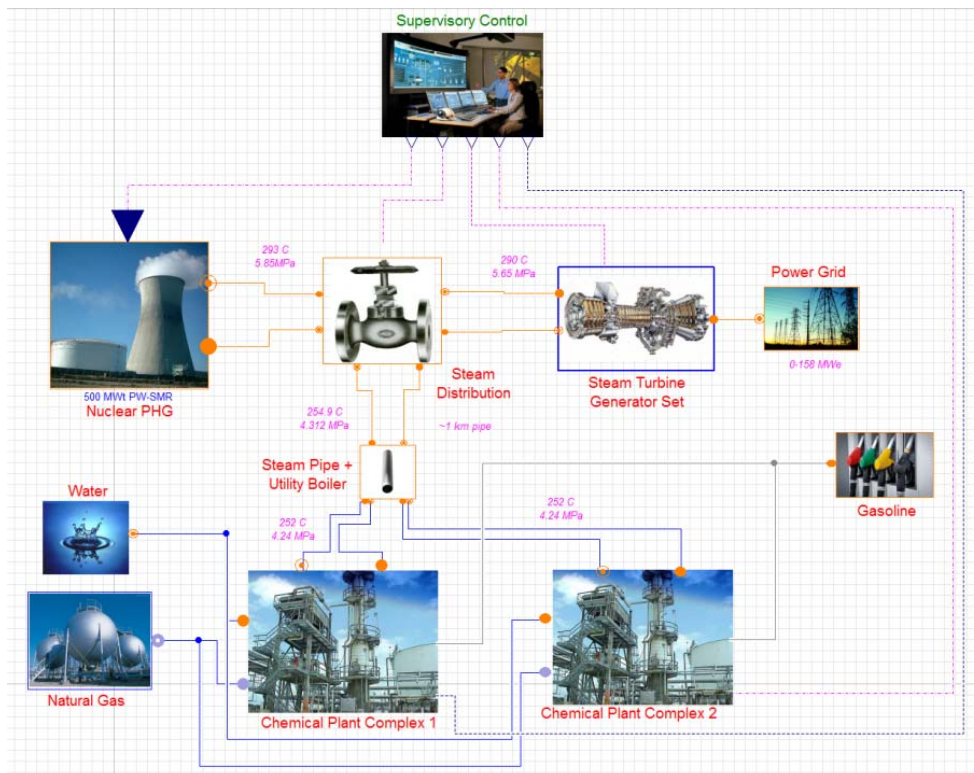 Supervisory Control
293 C
5.85MPa
290 C
5.65 MPa
Power Grid
0-158 MWe
500 MWt PW-SMR
Nuclear PHG
Steam
Distribution
Steam Turbine
Generator Set
254.9 C
4.312 MPa
~1 km pipe
Steam Pipe +
Utility Boiler
Gasoline
Water
252 C
4.24 MPa
252 C
4.24 MPa
Natural Gas
Chemical Plant Complex 1
Chemical Plant Complex 2